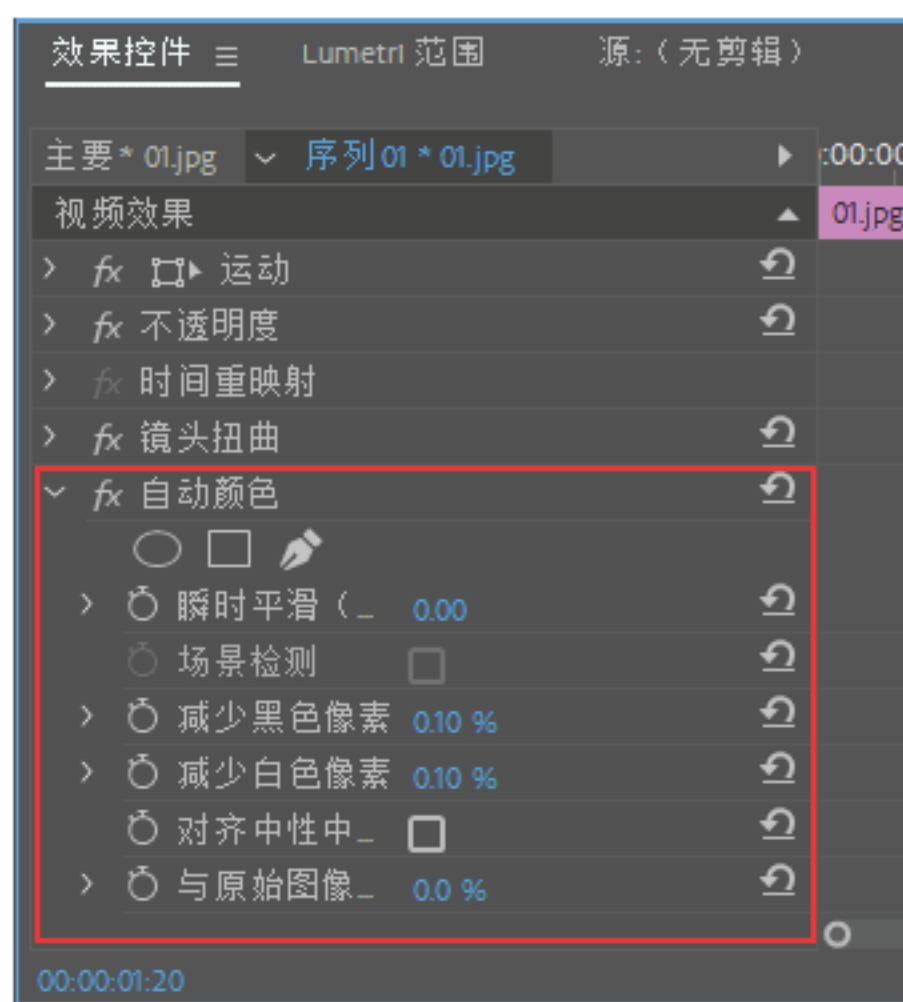 效果控件 Lumetri 范围 源:（无剪辑）
主要* 01.jpg 序列01 * 01.jpg :00:00
视频效果 01.jpg
fx 运动
fx 不透明度
fx 时间重映射
fx 镜头扭曲
fx 自动颜色
瞬时平滑（... 0.00
场景检测
减少黑色像素 0.10 %
减少白色像素 0.10 %
对齐中性中...
与原始图像... 0.0 %
00:00:01:20